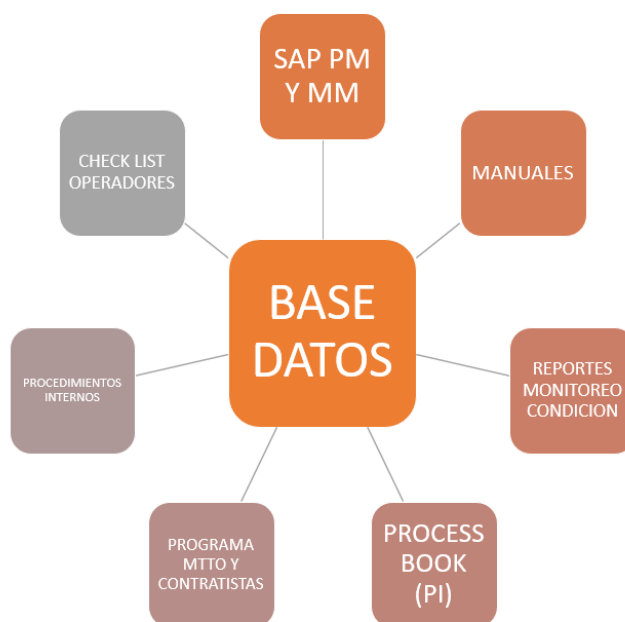 SAP PM
Y MM
CHECK LIST
OPERADORES
MANUALES
BASE
DATOS
PROCEDIMIENTOS
INTERNOS
REPORTES
MONITOREO
CONDICION
PROGRAMA
MTTO Y
CONTRATISTAS
PROCESS
BOOK
(PI)